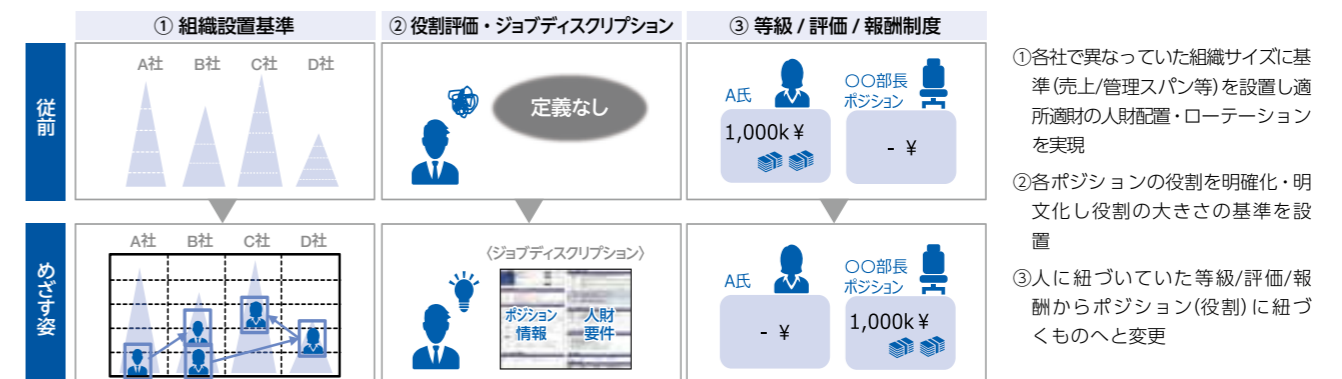 ① 組織設置基準
② 役割評価・ジョブディスクリプション
③ 等級 / 評価 / 報酬制度
従前
A社 B社 C社 D社
定義なし
A氏
1,000k¥
〇〇部長
ポジション
- ¥
めざす姿
A社 B社 C社 D社
〈ジョブディスクリプション〉
ポジション
情報
人財
要件
A氏
- ¥
〇〇部長
ポジション
1,000k¥
①各社で異なっていた組織サイズに基
準(売上/管理スパン等)を設置し適
所適財の人財配置・ローテーション
を実現
②各ポジションの役割を明確化・明
文化し役割の大きさの基準を設
置
③人に紐づいていた等級/評価/報
酬からポジション(役割)に紐づ
くものへと変更